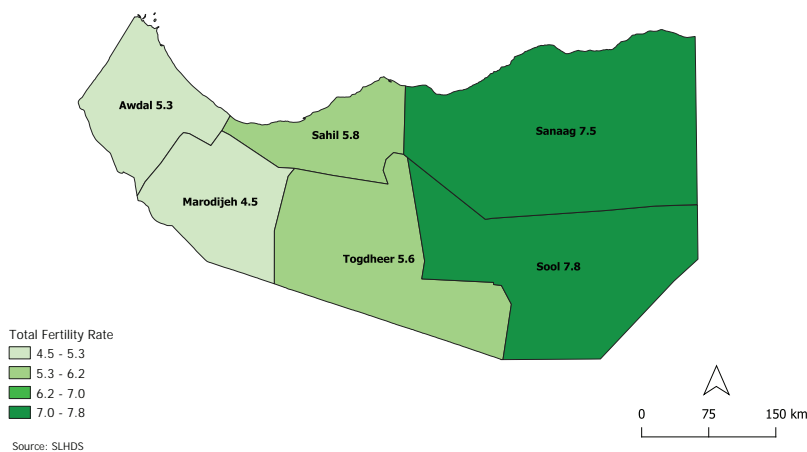 Awdal 5.3
Sahil 5.8
Sanaag 7.5
Marodijeh 4.5
Togdheer 5.6
Sool 7.8
Total Fertility Rate
4.5 - 5.3
5.3 - 6.2
6.2 - 7.0
7.0 - 7.8
0 75 150 km
Source: SLHDS